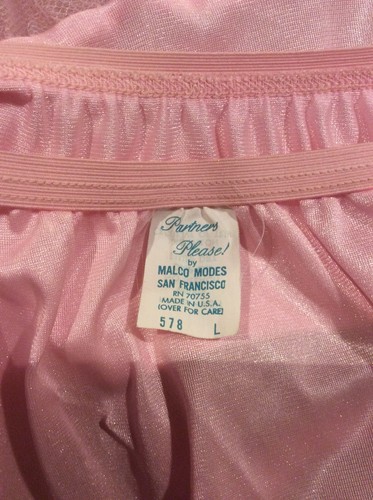 Partners
Please!
by
MALCO MODES
SAN FRANCISCO
RN 70755
MADE IN U.S.A.
(OVER FOR CARE)
578 L